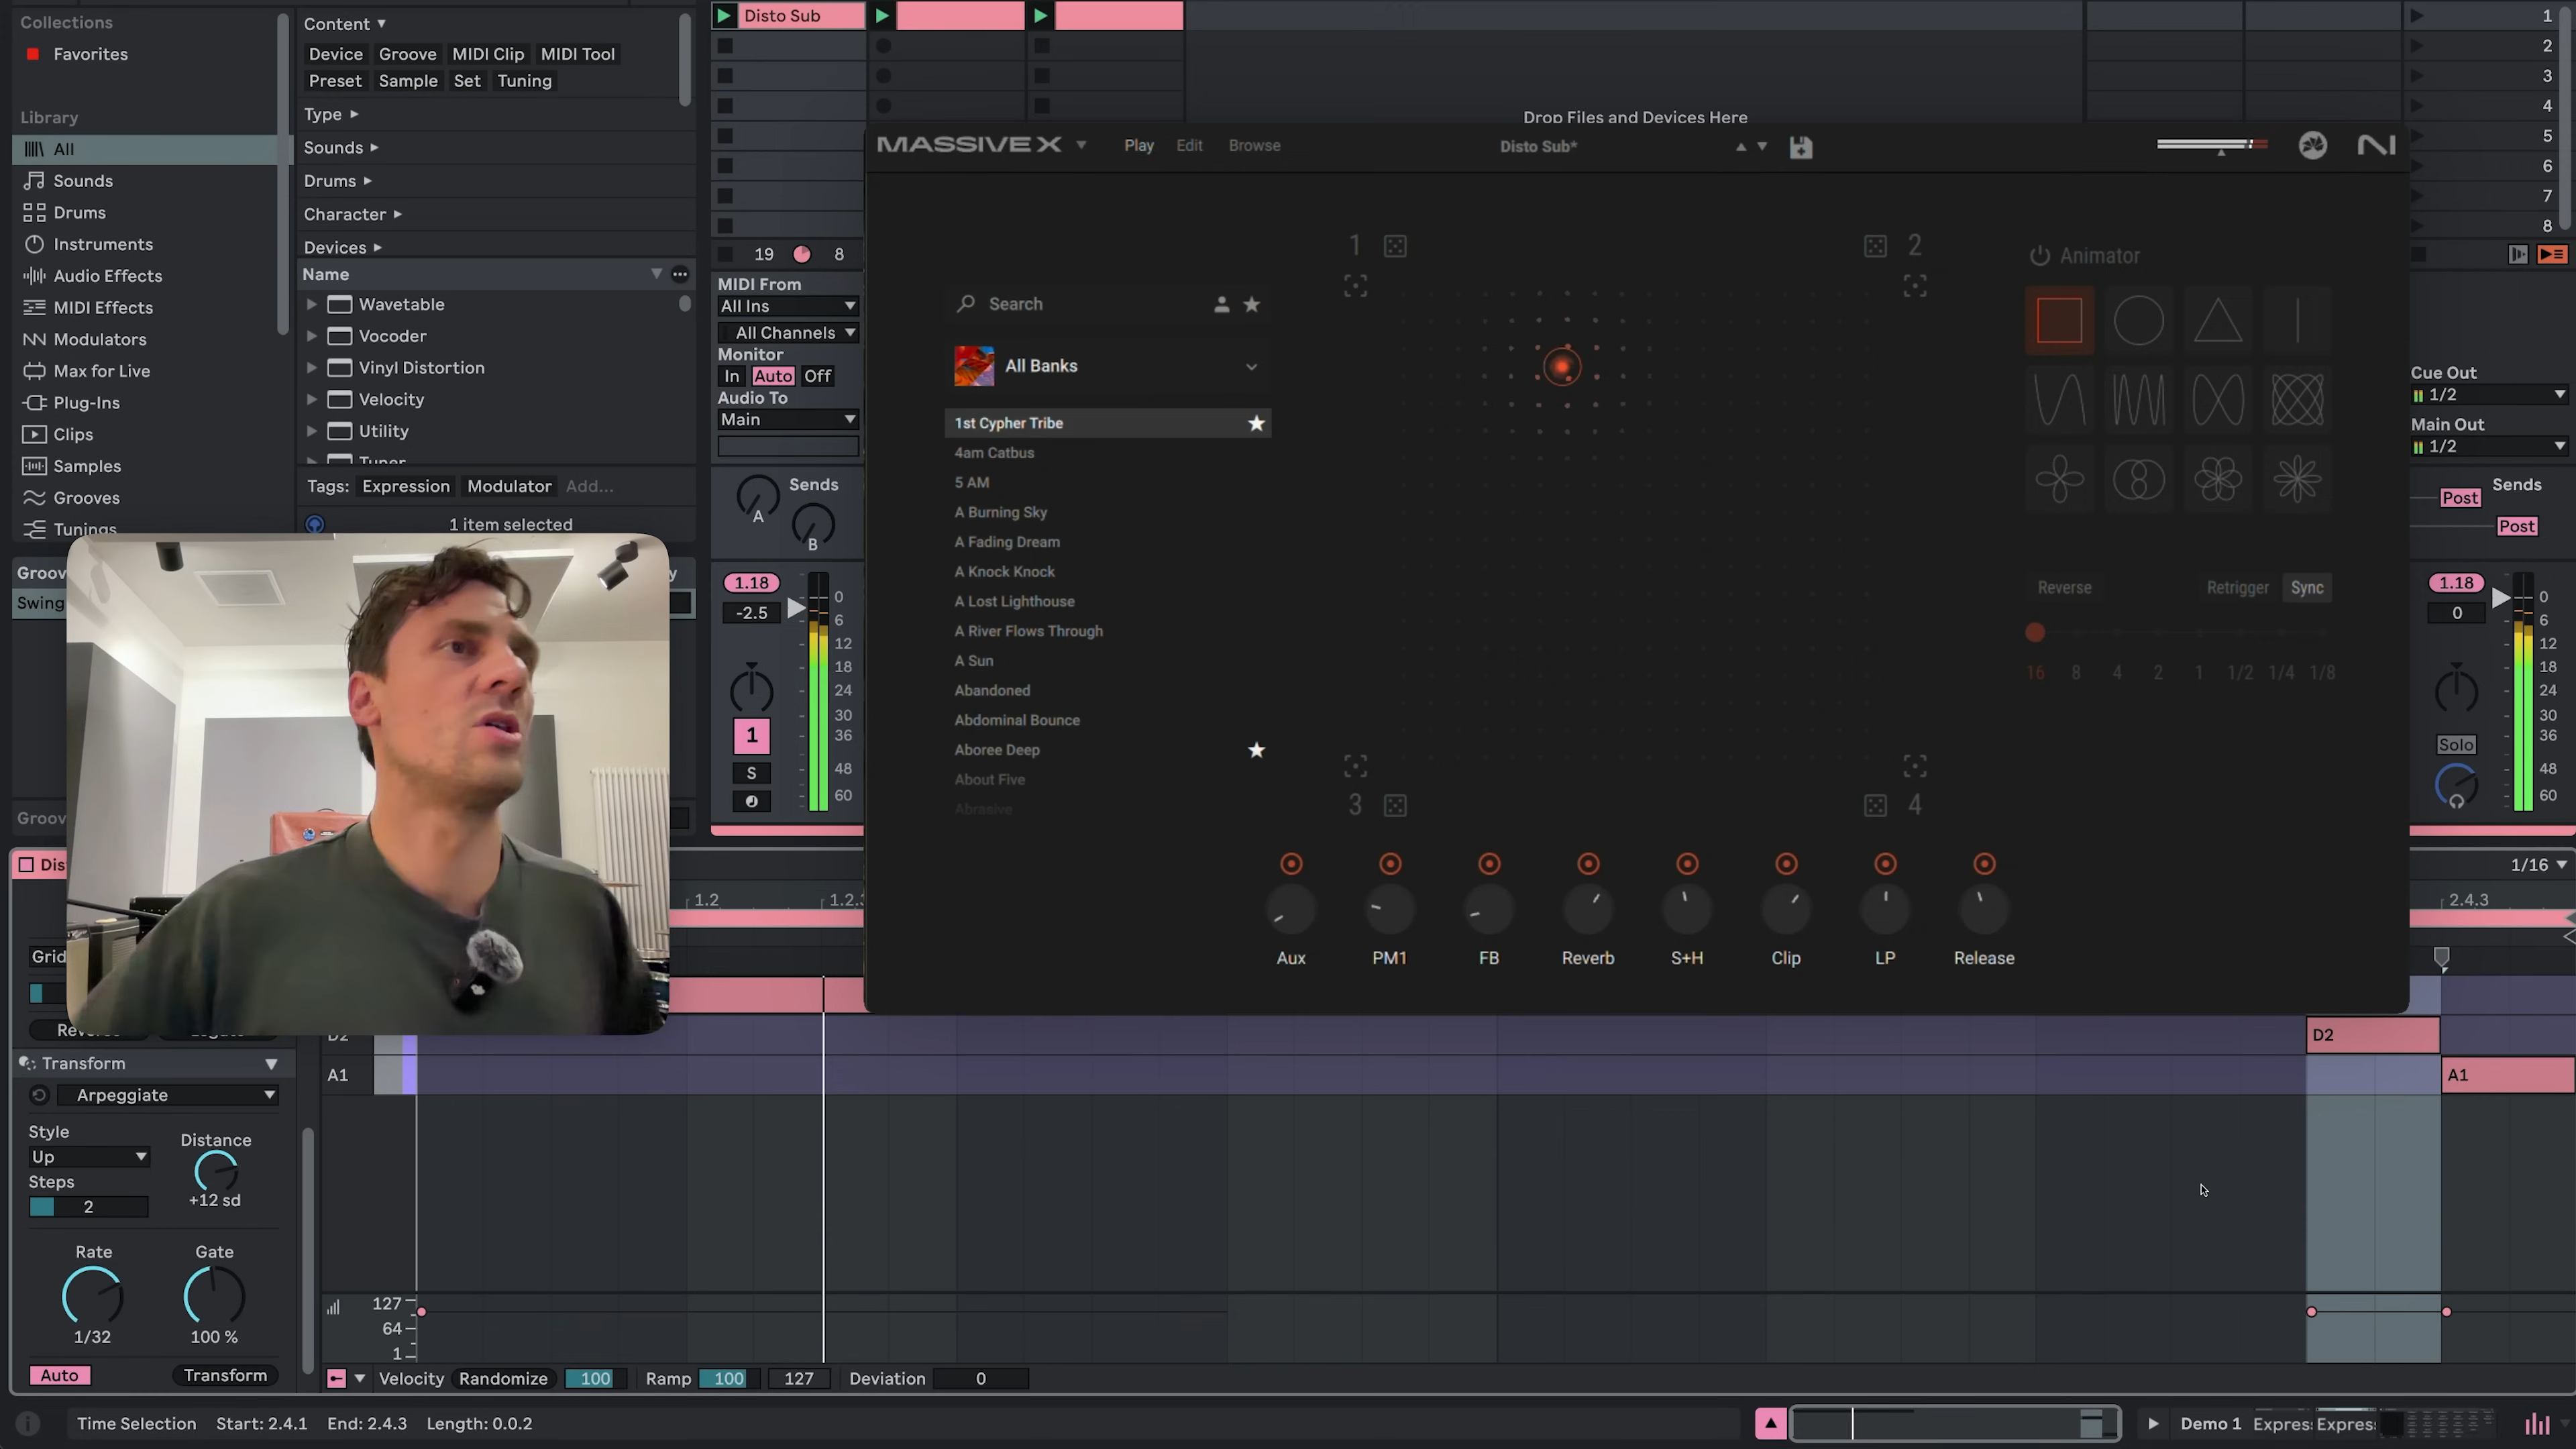 Collections
Favorites
Library
All
Sounds
Drums
Instruments
Audio Effects
MIDI Effects
Modulators
Max for Live
Plug-Ins
Clips
Samples
Grooves
Tunings
Content
Device Groove MIDI Clip MIDI Tool
Preset Sample Set Tuning
Type
Sounds
Drums
Character
Devices
Name
Wavetable
Vocoder
Vinyl Distortion
Velocity
Utility
Tuner
Tags: Expression Modulator Add...
1 item selected
Groov
Swing
y
Groov
Disto Sub
19 8
MIDI From
All Ins
All Channels
Monitor
In Auto Off
Audio To
Main
Sends
A
B
1.18
-2.5
0
6
12
18
24
30
36
48
60
1
S
Drop Files and Devices Here
MASSIVE X Play Edit Browse Disto Sub*
Search
All Banks
1st Cypher Tribe
4am Catbus
5 AM
A Burning Sky
A Fading Dream
A Knock Knock
A Lost Lighthouse
A River Flows Through
A Sun
Abandoned
Abdominal Bounce
Aboree Deep
About Five
Abrasive
1 2
3 4
Animator
Reverse Retrigger Sync
16 8 4 2 1 1/2 1/4 1/8
Aux PM1 FB Reverb S+H Clip LP Release
1
2
3
4
5
6
7
8
Cue Out
1/2
Main Out
1/2
Sends
Post
Post
1.18
0
0
6
12
18
24
30
36
48
60
Solo
Dis
Grid
1.2 1.2.3
1/16
2.4.3
D2
A1
D2
A1
Transform
Arpeggiate
Style
Up
Distance
+12 sd
Steps
2
Rate
1/32
Gate
100 %
Auto Transform
127
64
1
Velocity Randomize 100 Ramp 100 127 Deviation 0
Time Selection Start: 2.4.1 End: 2.4.3 Length: 0.0.2
Demo 1 Express Express